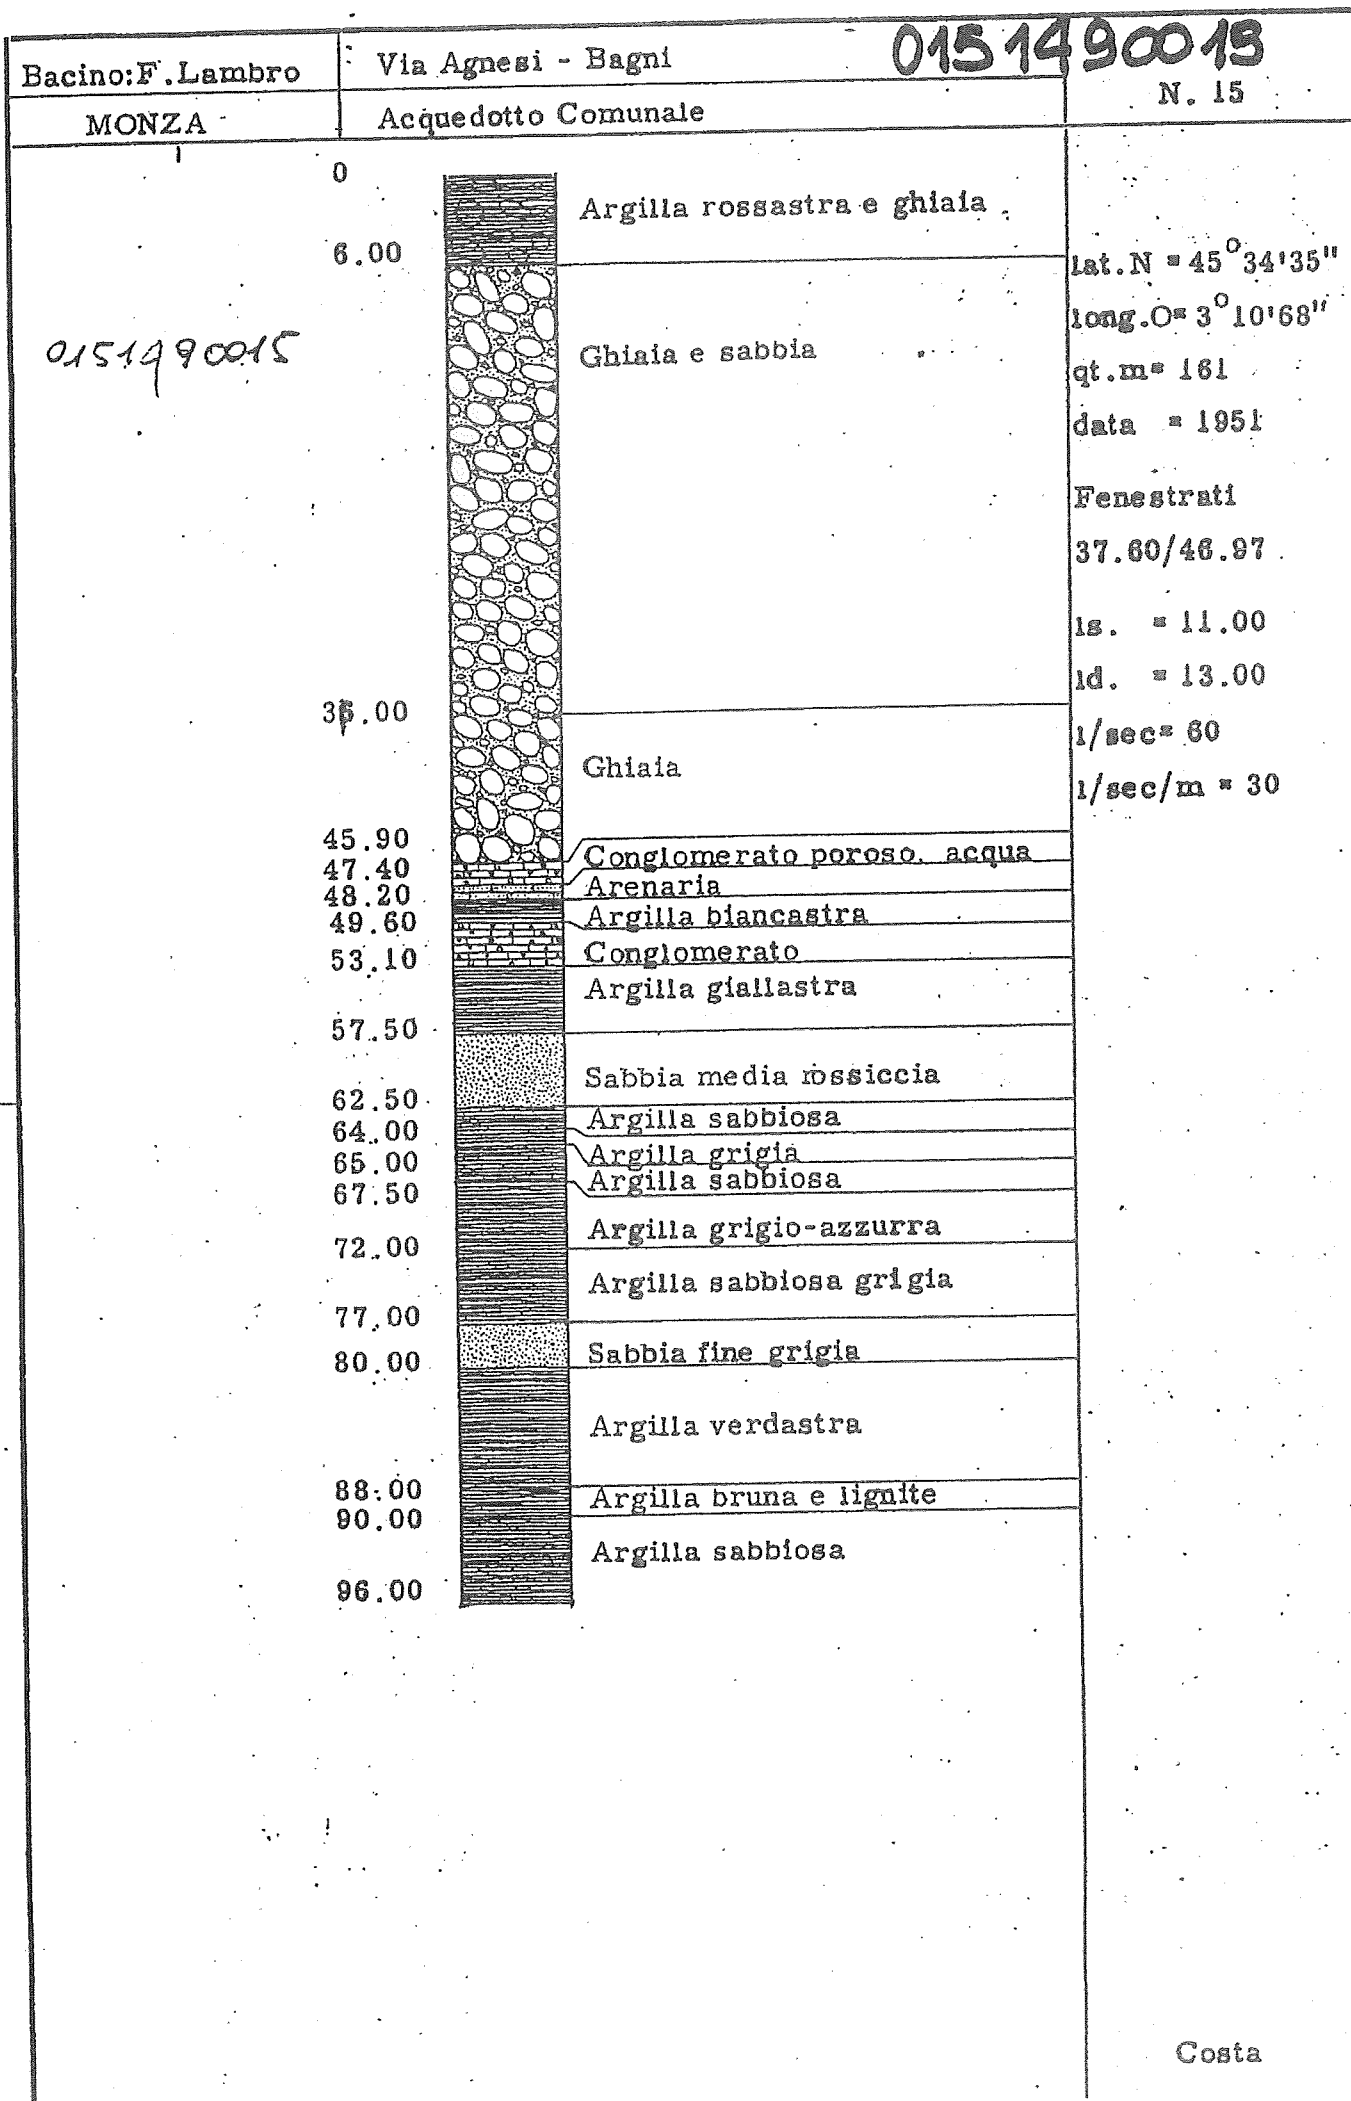 0151490015
Bacino:F.Lambro
Via Agnesi - Bagni
N. 15
MONZA
Acquedotto Comunale
0
Argilla rossastra e ghiaia
6.00
lat.N = 45°34'35"
long.O= 3°10'68"
0151490015
Ghiaia e sabbia
qt.m= 161
data = 1951
Fenestrati
37.60/46.97
ls. = 11.00
ld. = 13.00
.00
l/sec= 60
Ghiaia
l/sec/m = 30
45.90
Conglomerato poroso. acqua
47.40
Arenaria
48.20
Argilla biancastra
49.60
Conglomerato
53.10
Argilla giallastra
57.50
Sabbia media rossiccia
62.50
Argilla sabbiosa
64.00
Argilla grigia
65.00
Argilla sabbiosa
67.50
Argilla grigio-azzurra
72.00
Argilla sabbiosa grigia
77.00
Sabbia fine grigia
80.00
Argilla verdastra
88.00
Argilla bruna e lignite
90.00
Argilla sabbiosa
96.00
Costa